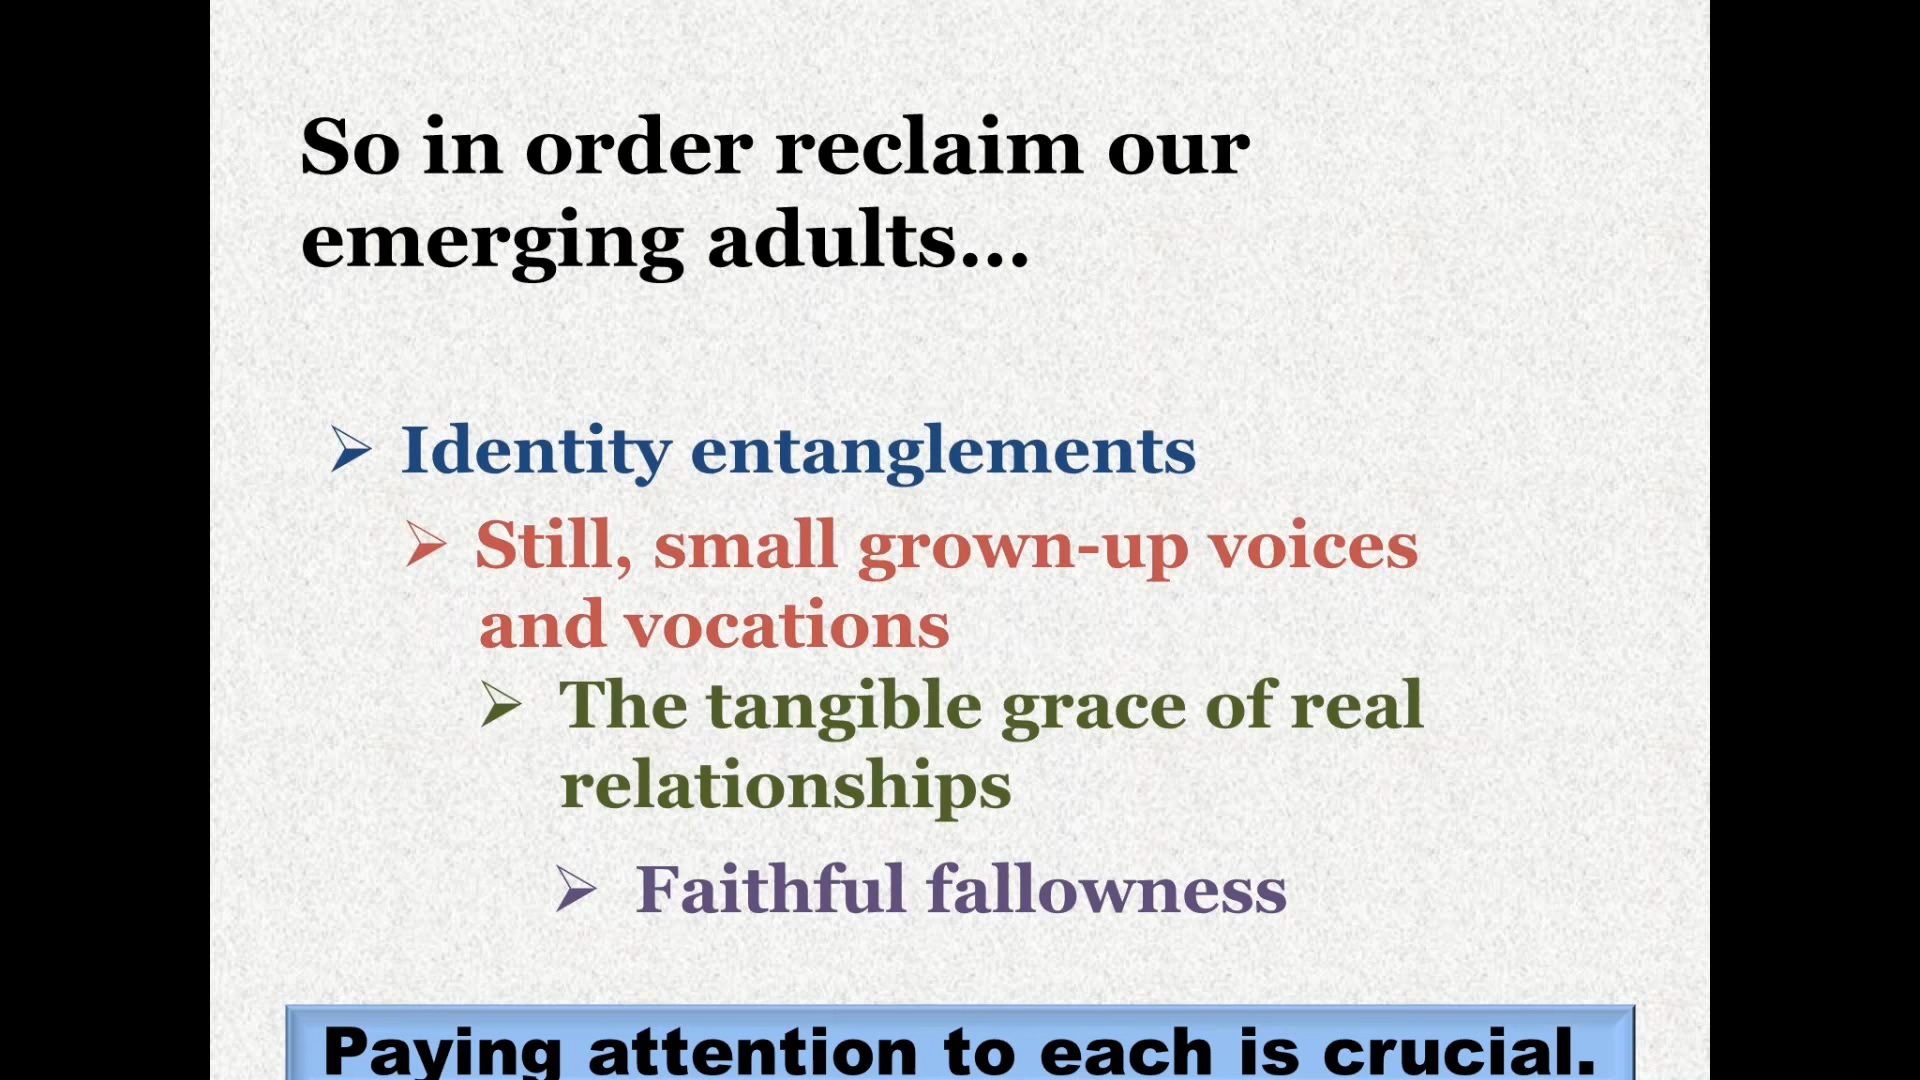 So in order reclaim our
emerging adults...
Identity entanglements
Still, small grown-up voices
and vocations
The tangible grace of real
relationships
Faithful fallowness
Paying attention to each is crucial.